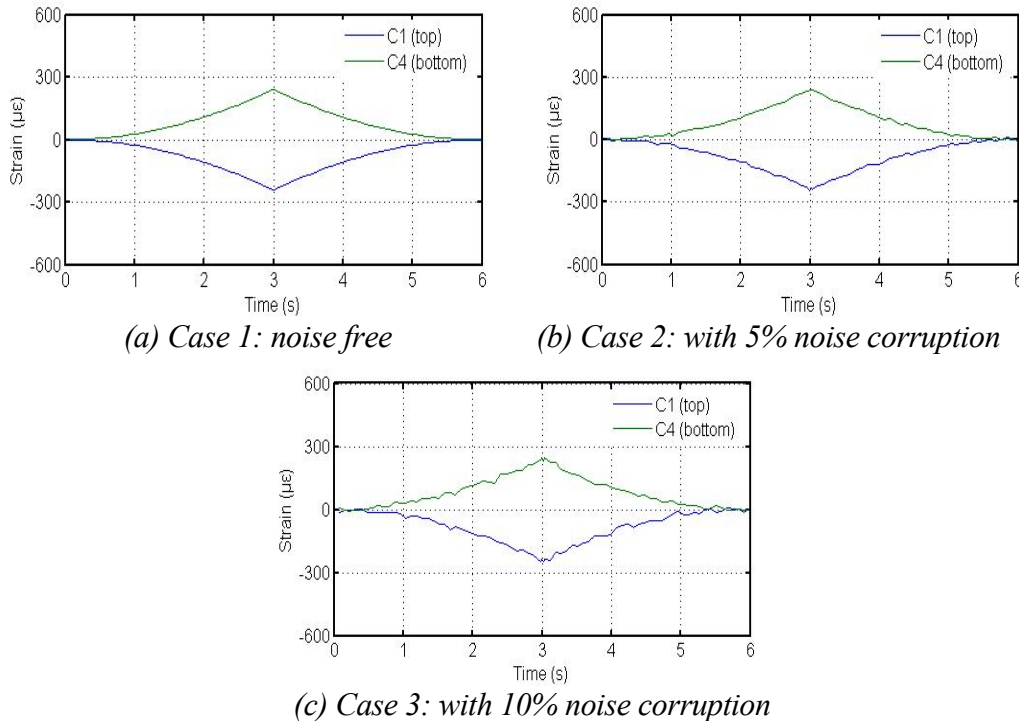 600
300
0
-300
-600
Strain (με)
C1 (top)
C4 (bottom)
0 1 2 3 4 5 6
Time (s)
(a) Case 1: noise free
600
300
0
-300
-600
Strain (με)
C1 (top)
C4 (bottom)
0 1 2 3 4 5 6
Time (s)
(b) Case 2: with 5% noise corruption
600
300
0
-300
-600
Strain (με)
C1 (top)
C4 (bottom)
0 1 2 3 4 5 6
Time (s)
(c) Case 3: with 10% noise corruption